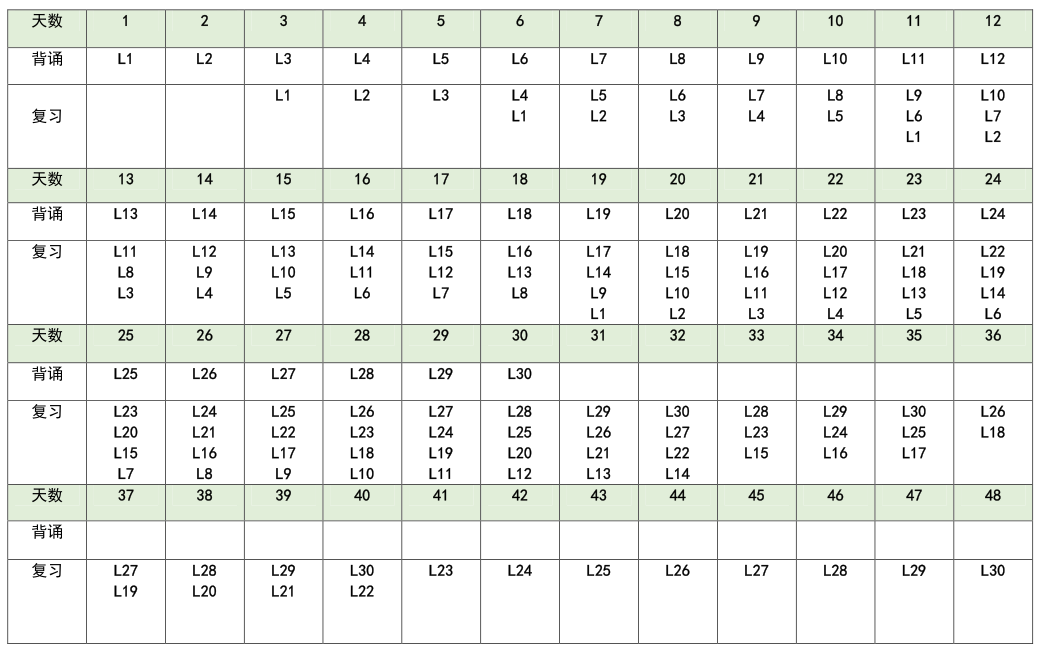 天数 1 2 3 4 5 6 7 8 9 10 11 12
背诵 L1 L2 L3 L4 L5 L6 L7 L8 L9 L10 L11 L12
L1 L2 L3 L4 L5 L6 L7 L8 L9 L10
复习 L1 L2 L3 L4 L5 L6 L7
L1 L2
天数 13 14 15 16 17 18 19 20 21 22 23 24
背诵 L13 L14 L15 L16 L17 L18 L19 L20 L21 L22 L23 L24
复习 L11 L12 L13 L14 L15 L16 L17 L18 L19 L20 L21 L22
L8 L9 L10 L11 L12 L13 L14 L15 L16 L17 L18 L19
L3 L4 L5 L6 L7 L8 L9 L10 L11 L12 L13 L14
L1 L2 L3 L4 L5 L6
天数 25 26 27 28 29 30 31 32 33 34 35 36
背诵 L25 L26 L27 L28 L29 L30
复习 L23 L24 L25 L26 L27 L28 L29 L30 L28 L29 L30 L26
L20 L21 L22 L23 L24 L25 L26 L27 L23 L24 L25 L18
L15 L16 L17 L18 L19 L20 L21 L22 L15 L16 L17
L7 L8 L9 L10 L11 L12 L13 L14
天数 37 38 39 40 41 42 43 44 45 46 47 48
背诵
复习 L27 L28 L29 L30 L23 L24 L25 L26 L27 L28 L29 L30
L19 L20 L21 L22